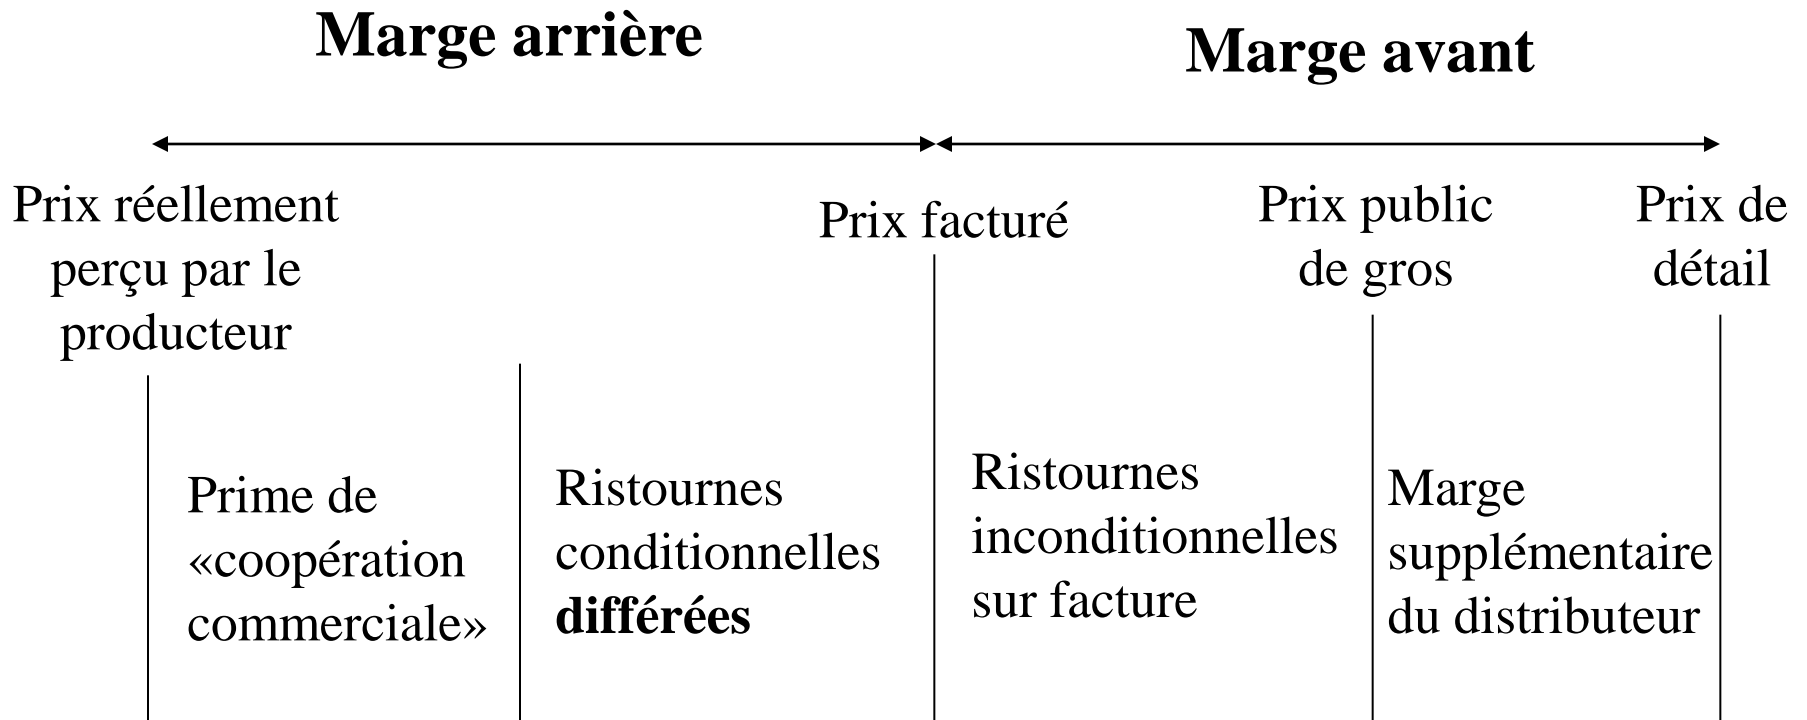 Marge arrière
Marge avant
Prix réellement
perçu par le
producteur
Prix facturé
Prix public
de gros
Prix de
détail
Prime de
«coopération
commerciale»
Ristournes
conditionnelles
différées
Ristournes
inconditionnelles
sur facture
Marge
supplémentaire
du distributeur